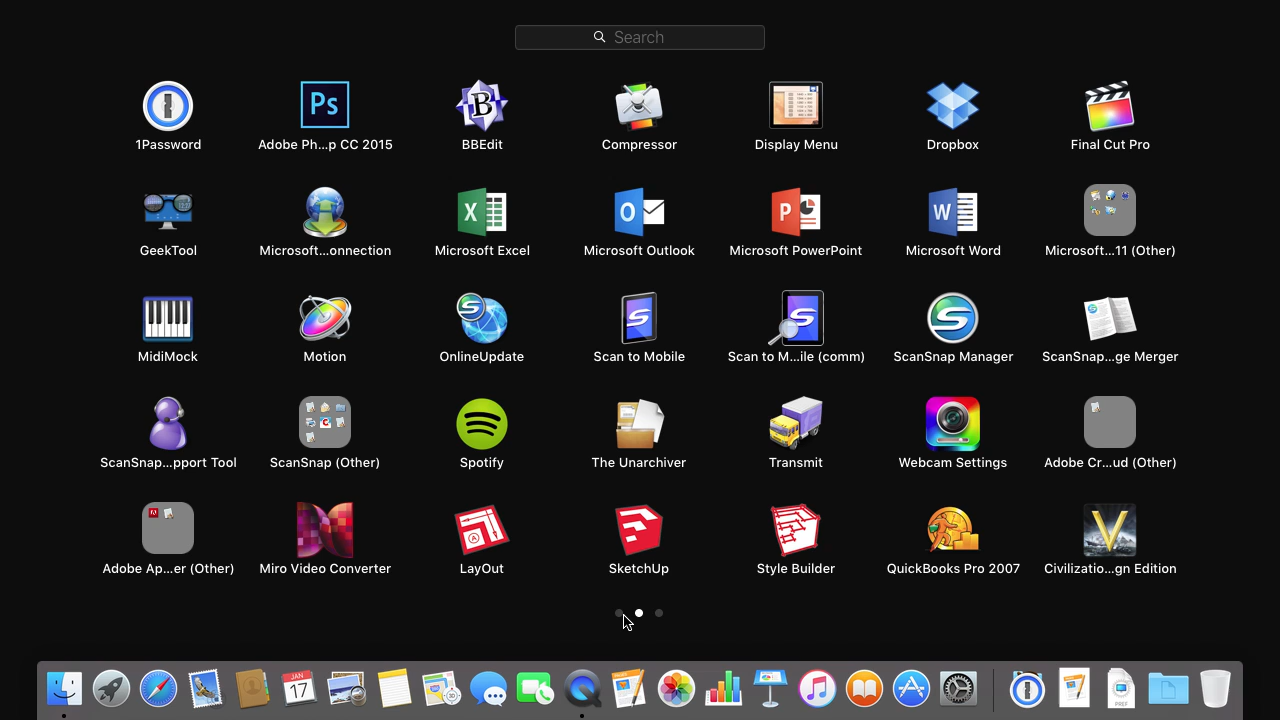 Search
1Password
Adobe Ph...p CC 2015
BBEdit
Compressor
Display Menu
Dropbox
Final Cut Pro
GeekTool
Microsoft...onnection
Microsoft Excel
Microsoft Outlook
Microsoft PowerPoint
Microsoft Word
Microsoft...11 (Other)
MidiMock
Motion
OnlineUpdate
Scan to Mobile
Scan to M...ile (comm)
ScanSnap Manager
ScanSnap...ge Merger
ScanSnap...pport Tool
ScanSnap (Other)
Spotify
The Unarchiver
Transmit
Webcam Settings
Adobe Cr...ud (Other)
Adobe Ap...er (Other)
Miro Video Converter
LayOut
SketchUp
Style Builder
QuickBooks Pro 2007
Civilizatio...gn Edition
JAN
17
PREF